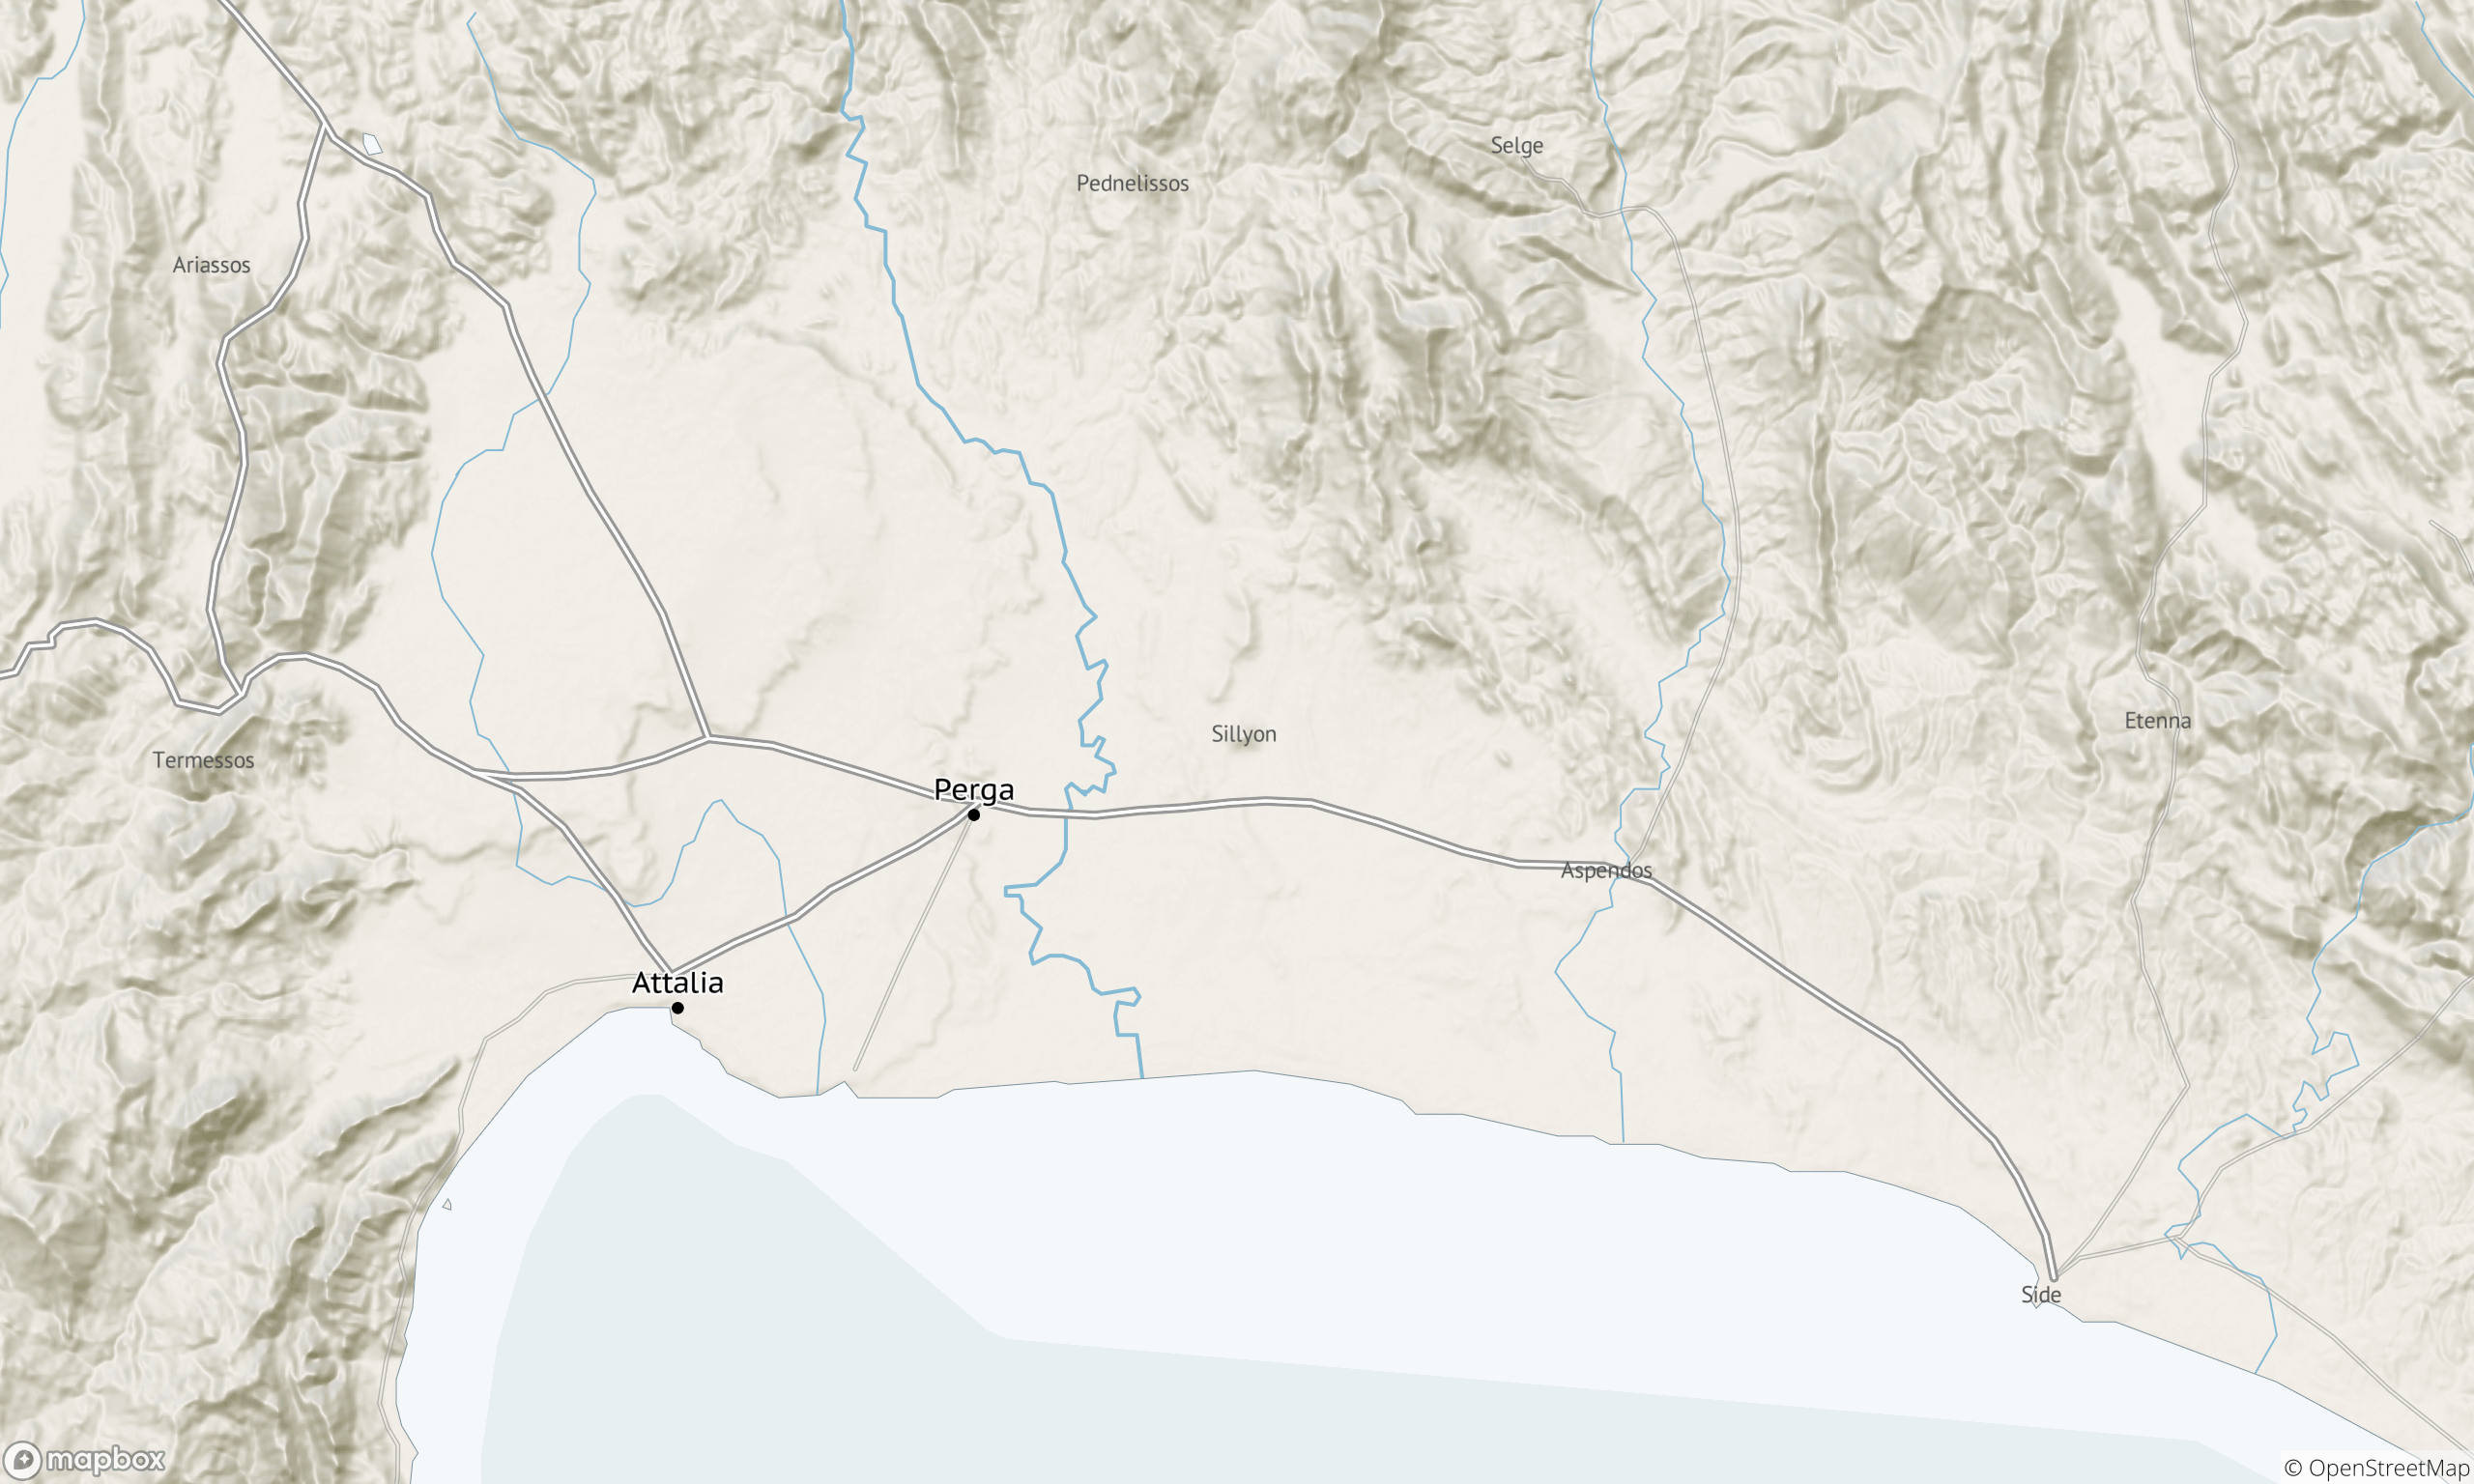 Selge
Pednelissos
Ariassos
Etenna
Sillyon
Termessos
Perga
Aspendos
Attalia
Side
mapbox
© OpenStreetMap